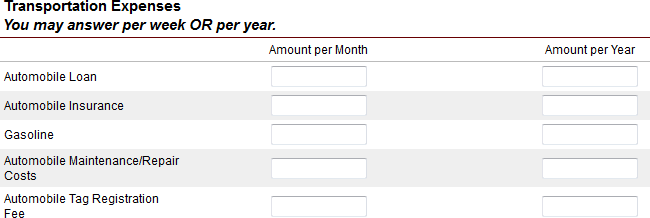 Transportation Expenses
You may answer per week OR per year.
Amount per Month Amount per Year
Automobile Loan
Automobile Insurance
Gasoline
Automobile Maintenance/Repair
Costs
Automobile Tag Registration
Fee